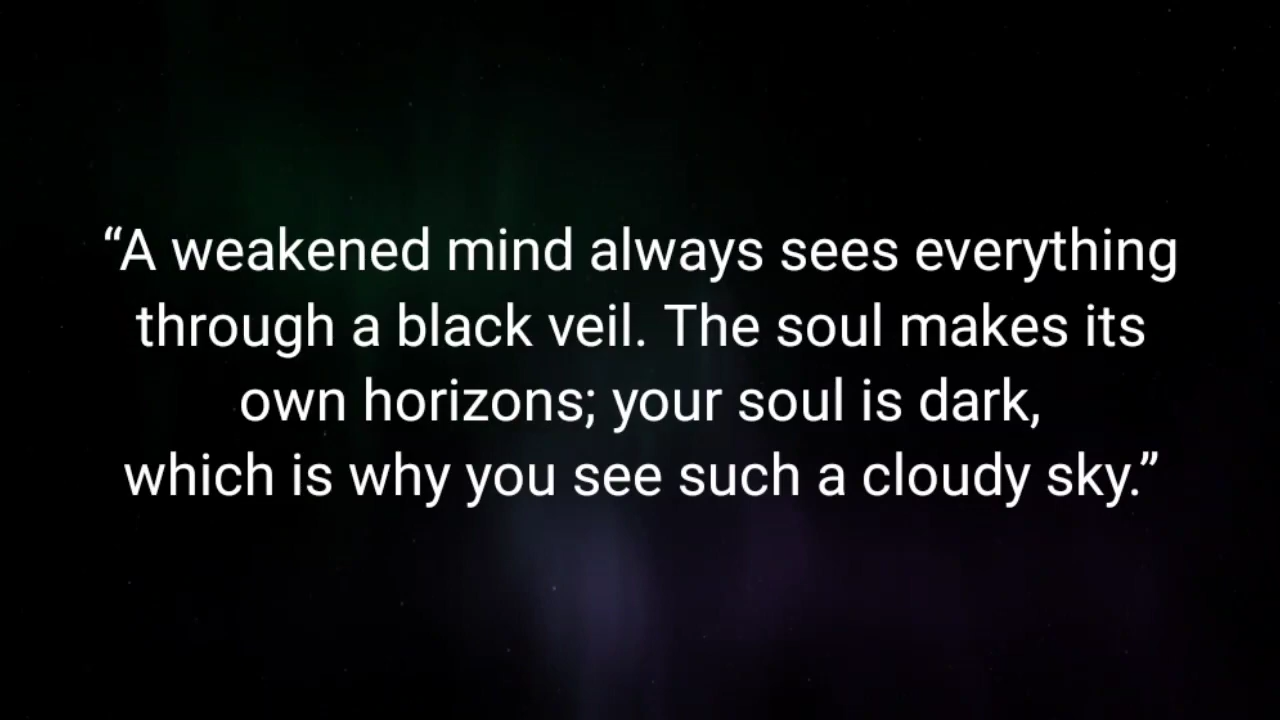 “A weakened mind always sees everything
through a black veil. The soul makes its
own horizons; your soul is dark,
which is why you see such a cloudy sky.”